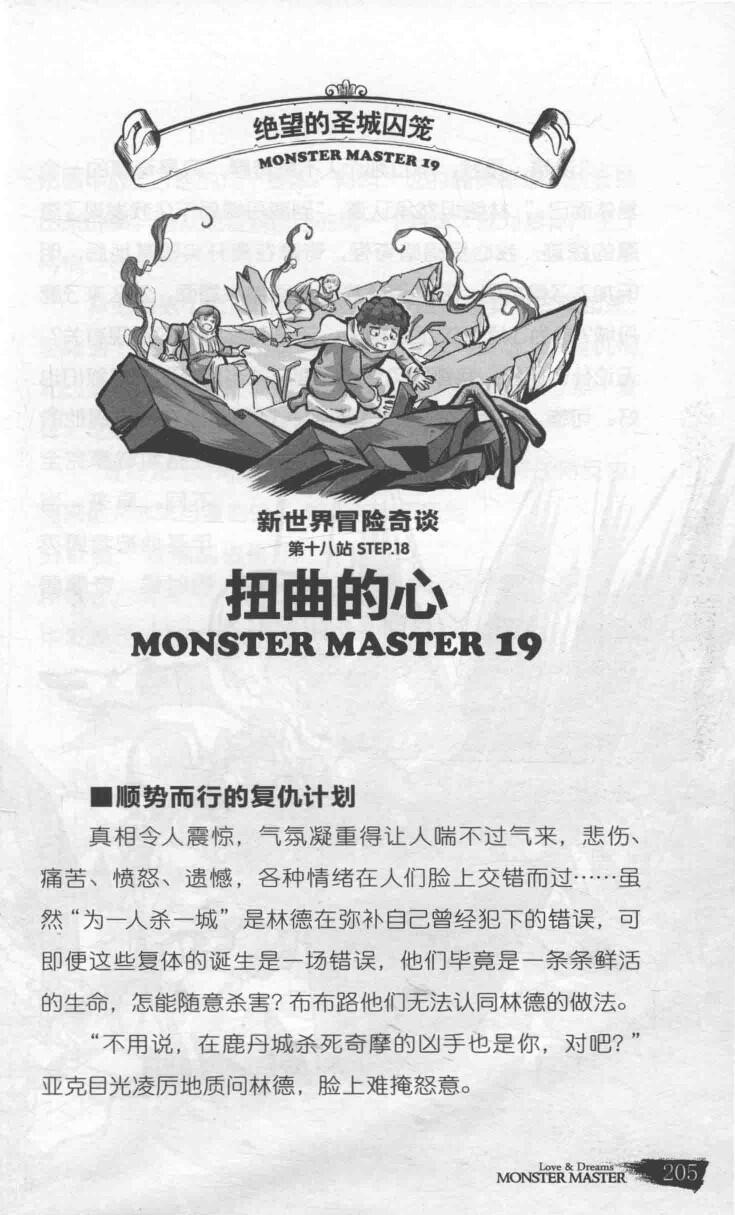 绝望的圣城囚笼
MONSTER MASTER 19
新世界冒险奇谈
第十八站 STEP.18
扭曲的心
MONSTER MASTER 19
■顺势而行的复仇计划
真相令人震惊，气氛凝重得让人喘不过气来，悲伤、
痛苦、愤怒、遗憾，各种情绪在人们脸上交错而过……虽
然“为一人杀一城”是林德在弥补自己曾经犯下的错误，可
即便这些复体的诞生是一场错误，他们毕竟是一条条鲜活
的生命，怎能随意杀害？布布路他们无法认同林德的做法。
“不用说，在鹿丹城杀死奇摩的凶手也是你，对吧？”
亚克目光凌厉地质问林德，脸上难掩怒意。
Love & Dreams
MONSTER MASTER
205